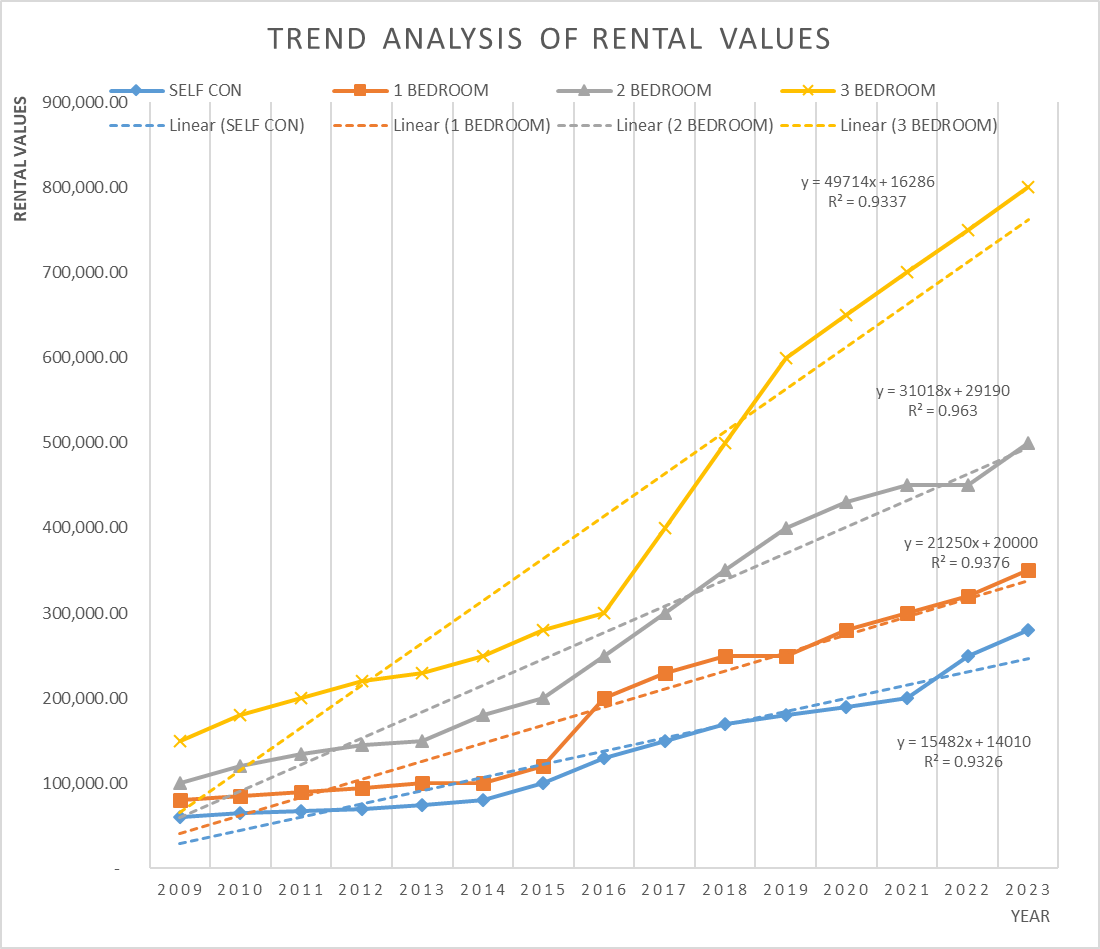 TREND ANALYSIS OF RENTAL VALUES
SELF CON 1 BEDROOM 2 BEDROOM 3 BEDROOM
Linear (SELF CON) Linear (1 BEDROOM) Linear (2 BEDROOM) Linear (3 BEDROOM)
RENTAL VALUES
900,000.00
800,000.00
700,000.00
600,000.00
500,000.00
400,000.00
300,000.00
200,000.00
100,000.00
-
y = 49714x + 16286
R² = 0.9337
y = 31018x + 29190
R² = 0.963
y = 21250x + 20000
R² = 0.9376
y = 15482x + 14010
R² = 0.9326
2009 2010 2011 2012 2013 2014 2015 2016 2017 2018 2019 2020 2021 2022 2023
YEAR